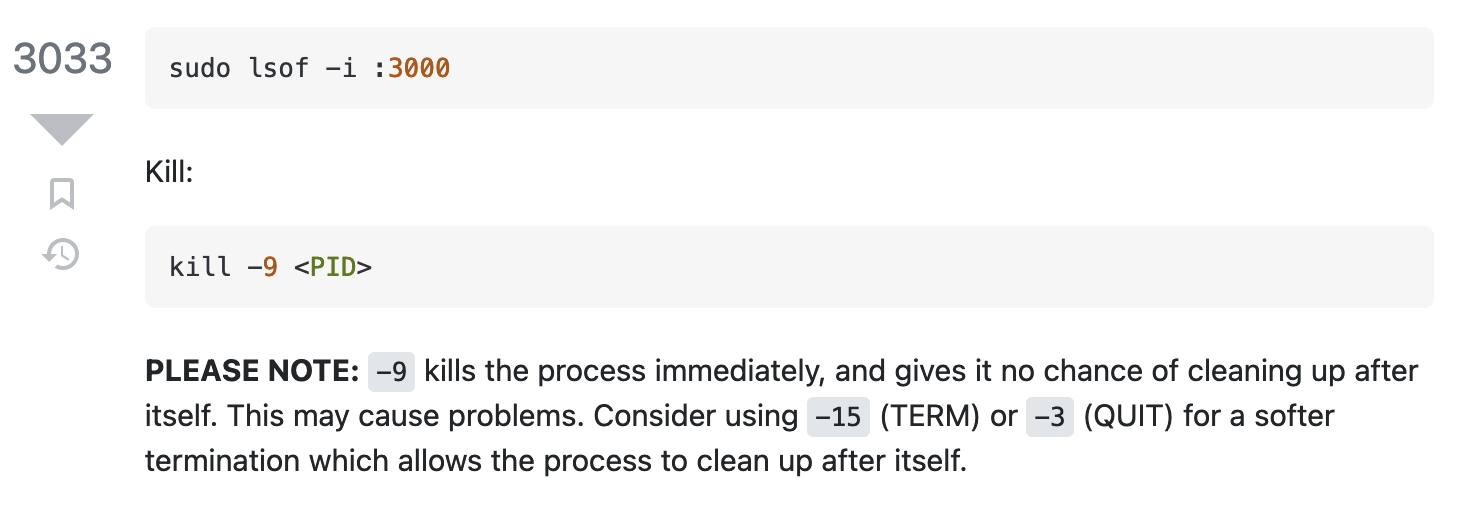 3033
sudo lsof -i :3000
Kill:
kill -9 <PID>
PLEASE NOTE: -9 kills the process immediately, and gives it no chance of cleaning up after
itself. This may cause problems. Consider using -15 (TERM) or -3 (QUIT) for a softer
termination which allows the process to clean up after itself.